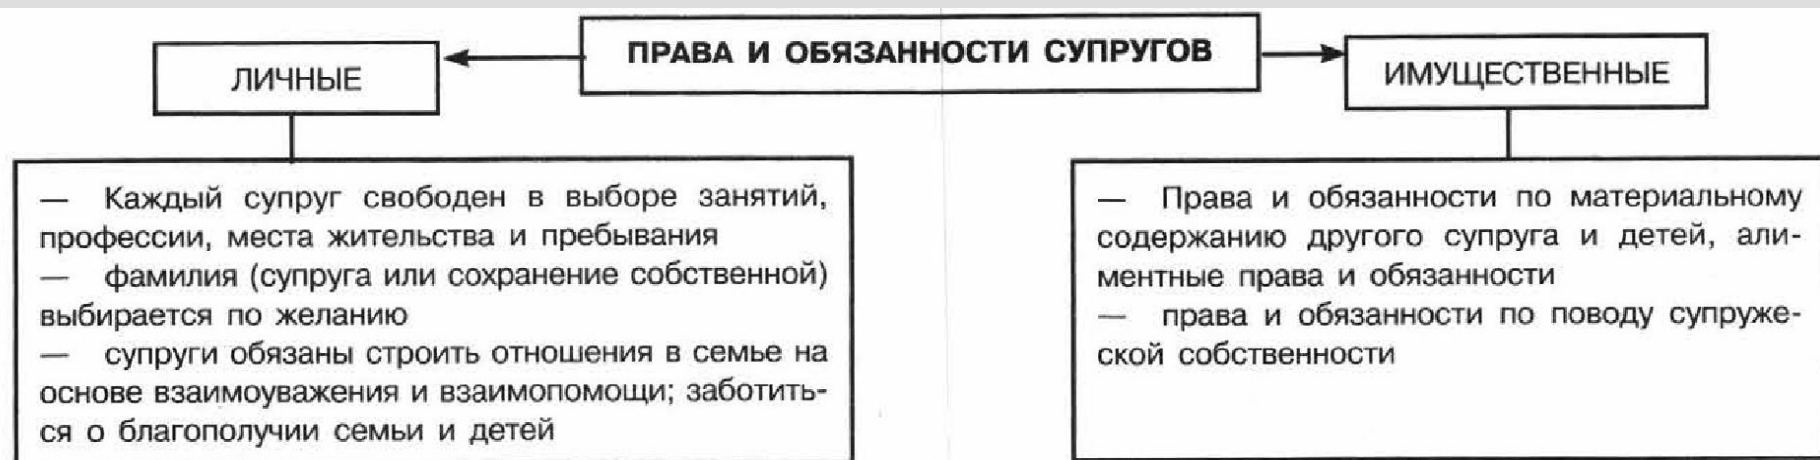 ПРАВА И ОБЯЗАННОСТИ СУПРУГОВ
ЛИЧНЫЕ
— Каждый супруг свободен в выборе занятий,
профессии, места жительства и пребывания
— фамилия (супруга или сохранение собственной)
выбирается по желанию
— супруги обязаны строить отношения в семье на
основе взаимоуважения и взаимопомощи; заботить-
ся о благополучии семьи и детей
ИМУЩЕСТВЕННЫЕ
— Права и обязанности по материальному
содержанию другого супруга и детей, али-
ментные права и обязанности
— права и обязанности по поводу супруже-
ской собственности